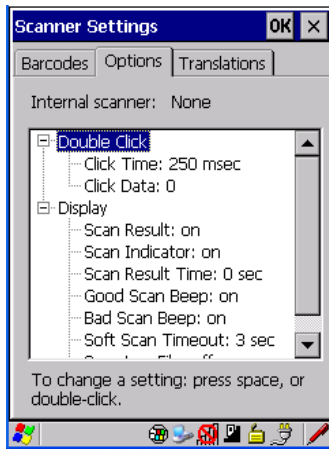 Scanner Settings OK
Barcodes Options Translations
Internal scanner: None
Double Click
Click Time: 250 msec
Click Data: 0
Display
Scan Result: on
Scan Indicator: on
Scan Result Time: 0 sec
Good Scan Beep: on
Bad Scan Beep: on
Soft Scan Timeout: 3 sec
To change a setting: press space, or
double-click.